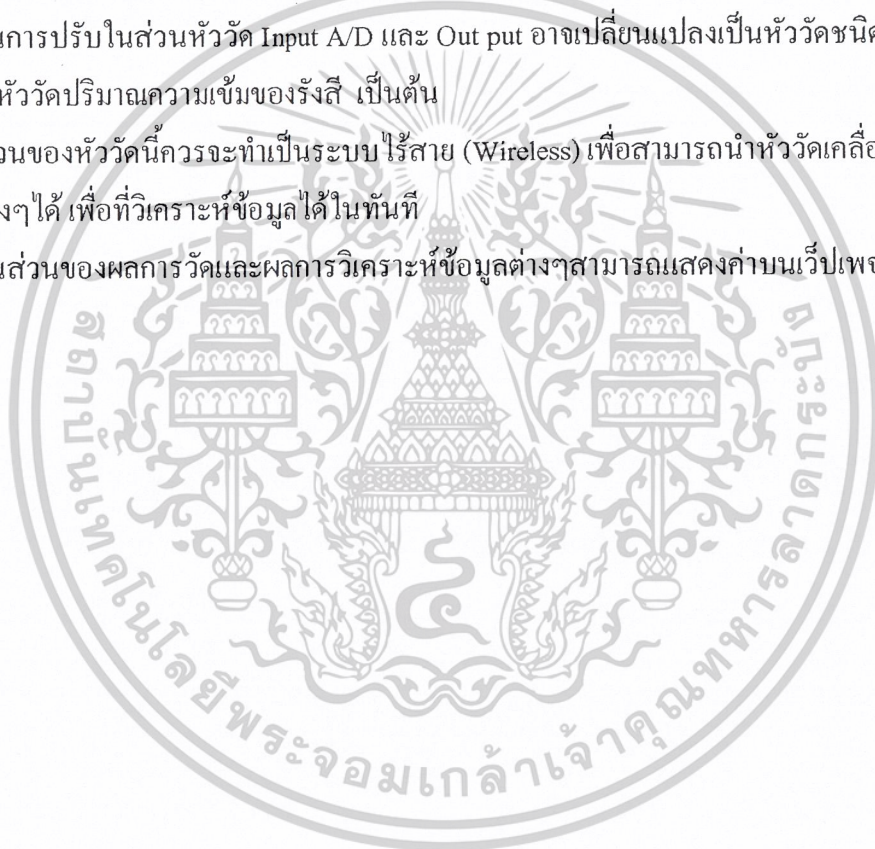 นการปรับในส่วนหัววัด Input A/D และ Out put อาจเปลี่ยนแปลงเป็นหัววัดชนิด
หัววัดปริมาณความเข้มของรังสี เป็นต้น
วนของหัววัดนี้ควรจะทำเป็นระบบไร้สาย (Wireless) เพื่อสามารถนำหัววัดเคลื่อ
งๆได้ เพื่อที่วิเคราะห์ข้อมูลได้ในทันที
นส่วนของผลการวัดและผลการวิเคราะห์ข้อมูลต่างๆสามารถแสดงค่าบนเว็ปเพจ
สถาบันเทคโนโลยีพระจอมเกล้าเจ้าคุณทหารลาดกระบัง
๔